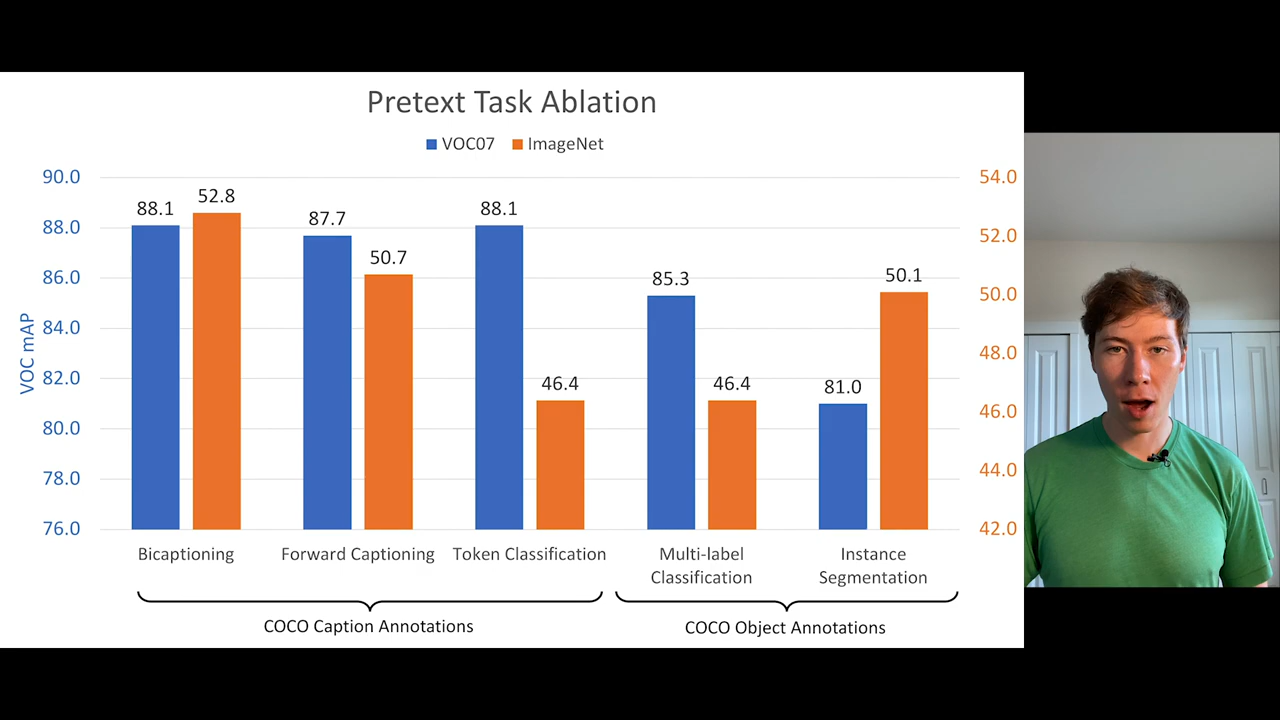 Pretext Task Ablation
VOC07 ImageNet
90.0
88.0
86.0
84.0
82.0
80.0
78.0
76.0
VOC mAP
54.0
52.0
50.0
48.0
46.0
44.0
42.0
88.1 52.8
87.7 50.7
88.1 46.4
85.3 46.4
81.0 50.1
Bicaptioning
Forward Captioning
Token Classification
Multi-label
Classification
Instance
Segmentation
COCO Caption Annotations
COCO Object Annotations